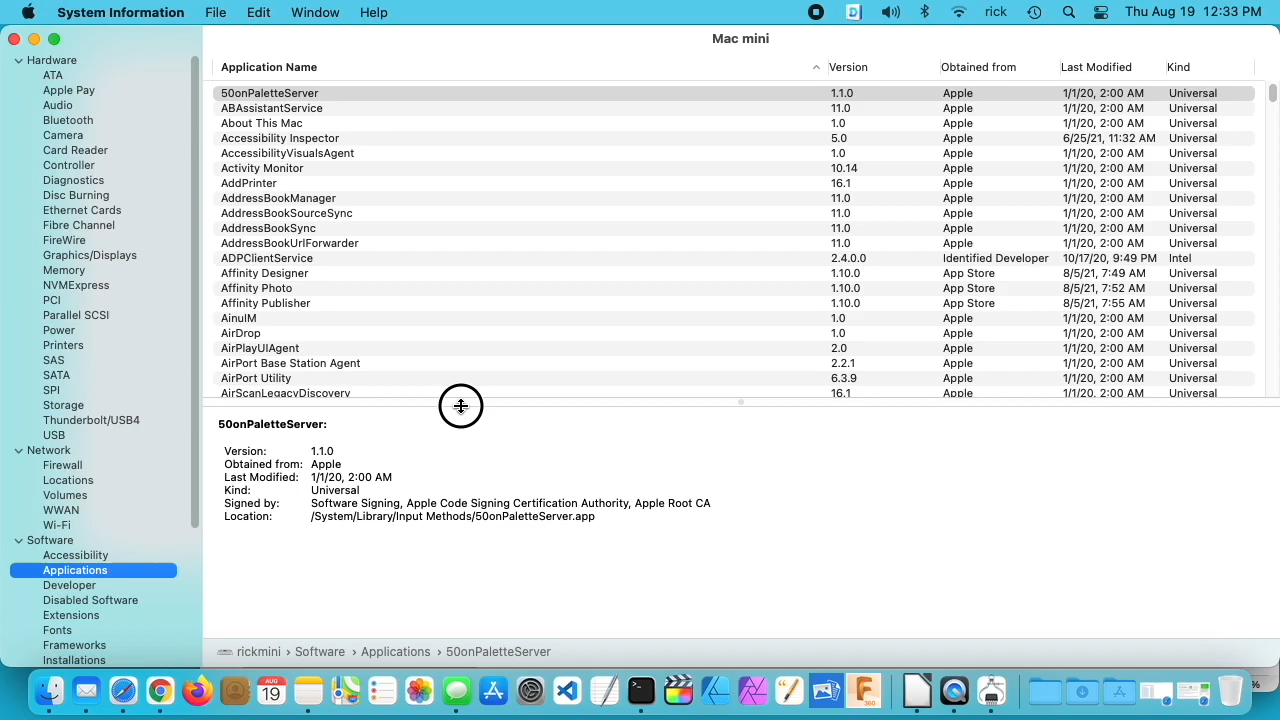 System Information File Edit Window Help rick Thu Aug 19 12:33 PM
Mac mini
Hardware
ATA
Apple Pay
Audio
Bluetooth
Camera
Card Reader
Controller
Diagnostics
Disc Burning
Ethernet Cards
Fibre Channel
FireWire
Graphics/Displays
Memory
NVMExpress
PCI
Parallel SCSI
Power
Printers
SAS
SATA
SPI
Storage
Thunderbolt/USB4
USB
Network
Firewall
Locations
Volumes
WWAN
Wi-Fi
Software
Accessibility
Applications
Developer
Disabled Software
Extensions
Fonts
Frameworks
Installations
Application Name Version Obtained from Last Modified Kind
50onPaletteServer 1.1.0 Apple 1/1/20, 2:00 AM Universal
ABAssistantService 11.0 Apple 1/1/20, 2:00 AM Universal
About This Mac 1.0 Apple 1/1/20, 2:00 AM Universal
Accessibility Inspector 5.0 Apple 6/25/21, 11:32 AM Universal
AccessibilityVisualsAgent 1.0 Apple 1/1/20, 2:00 AM Universal
Activity Monitor 10.14 Apple 1/1/20, 2:00 AM Universal
AddPrinter 16.1 Apple 1/1/20, 2:00 AM Universal
AddressBookManager 11.0 Apple 1/1/20, 2:00 AM Universal
AddressBookSourceSync 11.0 Apple 1/1/20, 2:00 AM Universal
AddressBookSync 11.0 Apple 1/1/20, 2:00 AM Universal
AddressBookUrlForwarder 11.0 Apple 1/1/20, 2:00 AM Universal
ADPClientService 2.4.0.0 Identified Developer 10/17/20, 9:49 PM Intel
Affinity Designer 1.10.0 App Store 8/5/21, 7:49 AM Universal
Affinity Photo 1.10.0 App Store 8/5/21, 7:52 AM Universal
Affinity Publisher 1.10.0 App Store 8/5/21, 7:55 AM Universal
AinuIM 1.0 Apple 1/1/20, 2:00 AM Universal
AirDrop 1.0 Apple 1/1/20, 2:00 AM Universal
AirPlayUIAgent 2.0 Apple 1/1/20, 2:00 AM Universal
AirPort Base Station Agent 2.2.1 Apple 1/1/20, 2:00 AM Universal
AirPort Utility 6.3.9 Apple 1/1/20, 2:00 AM Universal
AirScanLegacyDiscovery 16.1 Apple 1/1/20, 2:00 AM Universal
50onPaletteServer:
Version: 1.1.0
Obtained from: Apple
Last Modified: 1/1/20, 2:00 AM
Kind: Universal
Signed by: Software Signing, Apple Code Signing Certification Authority, Apple Root CA
Location: /System/Library/Input Methods/50onPaletteServer.app
rickmini › Software › Applications › 50onPaletteServer
AUG
19
360
%